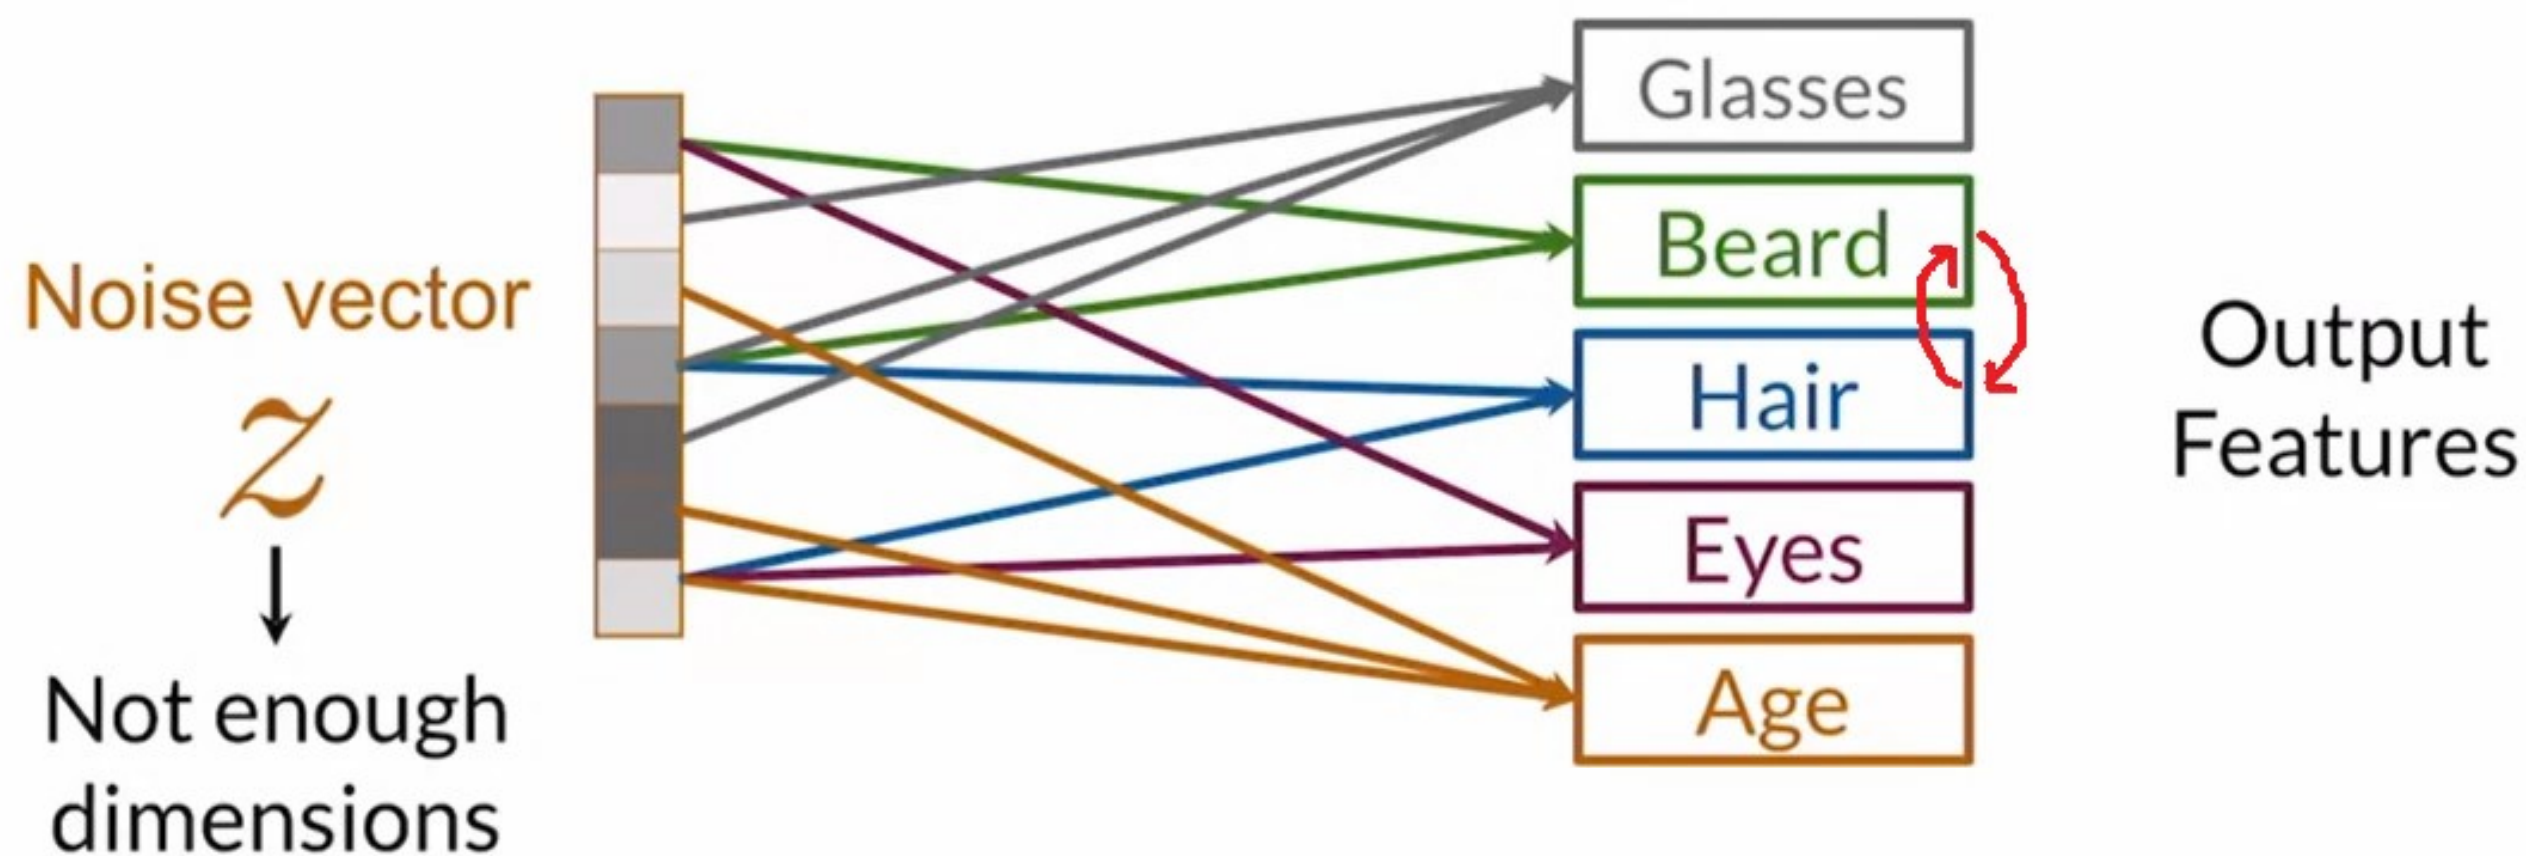 Noise vector
z
Not enough
dimensions
Glasses
Beard
Hair
Eyes
Age
Output
Features